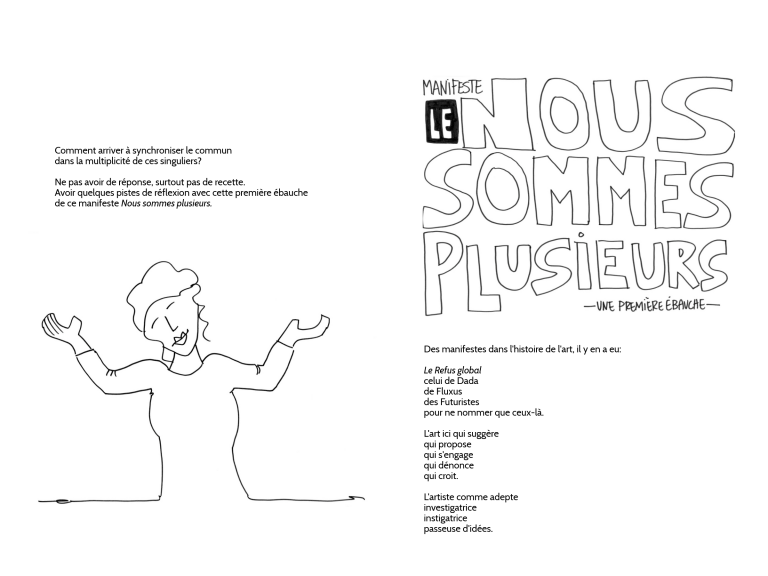 Comment arriver à synchroniser le commun
dans la multiplicité de ces singuliers?
Ne pas avoir de réponse, surtout pas de recette.
Avoir quelques pistes de réflexion avec cette première ébauche
de ce manifeste Nous sommes plusieurs.
MANIFESTE
LE NOUS
SOMMES
PLUSiEURS
—UNE PREMIÈRE ÉBAUCHE—
Des manifestes dans l'histoire de l'art, il y en a eu:
Le Refus global
celui de Dada
de Fluxus
des Futuristes
pour ne nommer que ceux-là.
L'art ici qui suggère
qui propose
qui s'engage
qui dénonce
qui croit.
L'artiste comme adepte
investigatrice
instigatrice
passeuse d'idées.